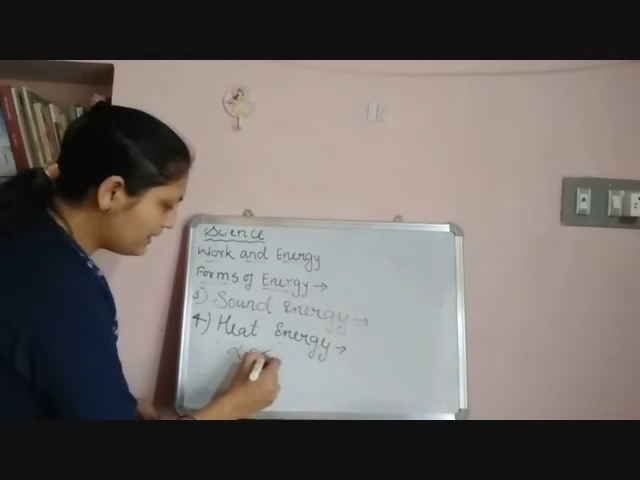 Science
Work and Energy
Forms of Energy →
3) Sound Energy →
4) Heat Energy →